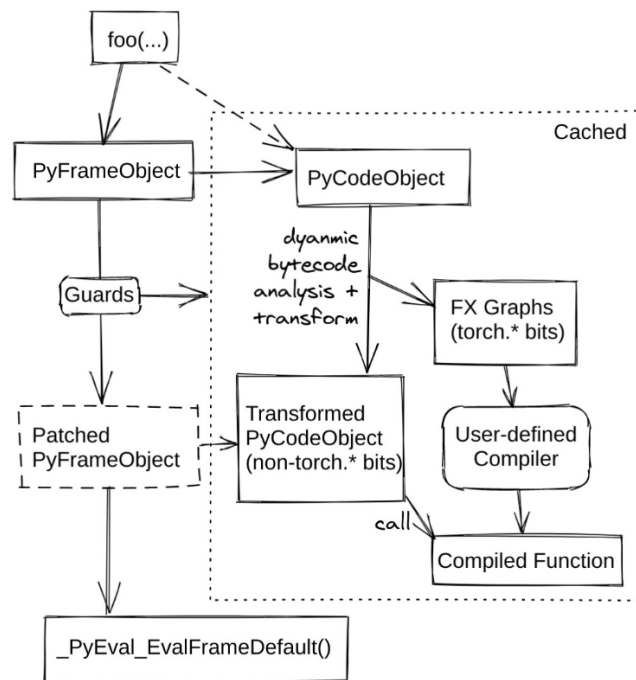 foo(...)
Cached
PyFrameObject
PyCodeObject
dyanmic
bytecode
analysis +
transform
Guards
FX Graphs
(torch.* bits)
Patched
PyFrameObject
Transformed
PyCodeObject
(non-torch.* bits)
User-defined
Compiler
call
Compiled Function
_PyEval_EvalFrameDefault()